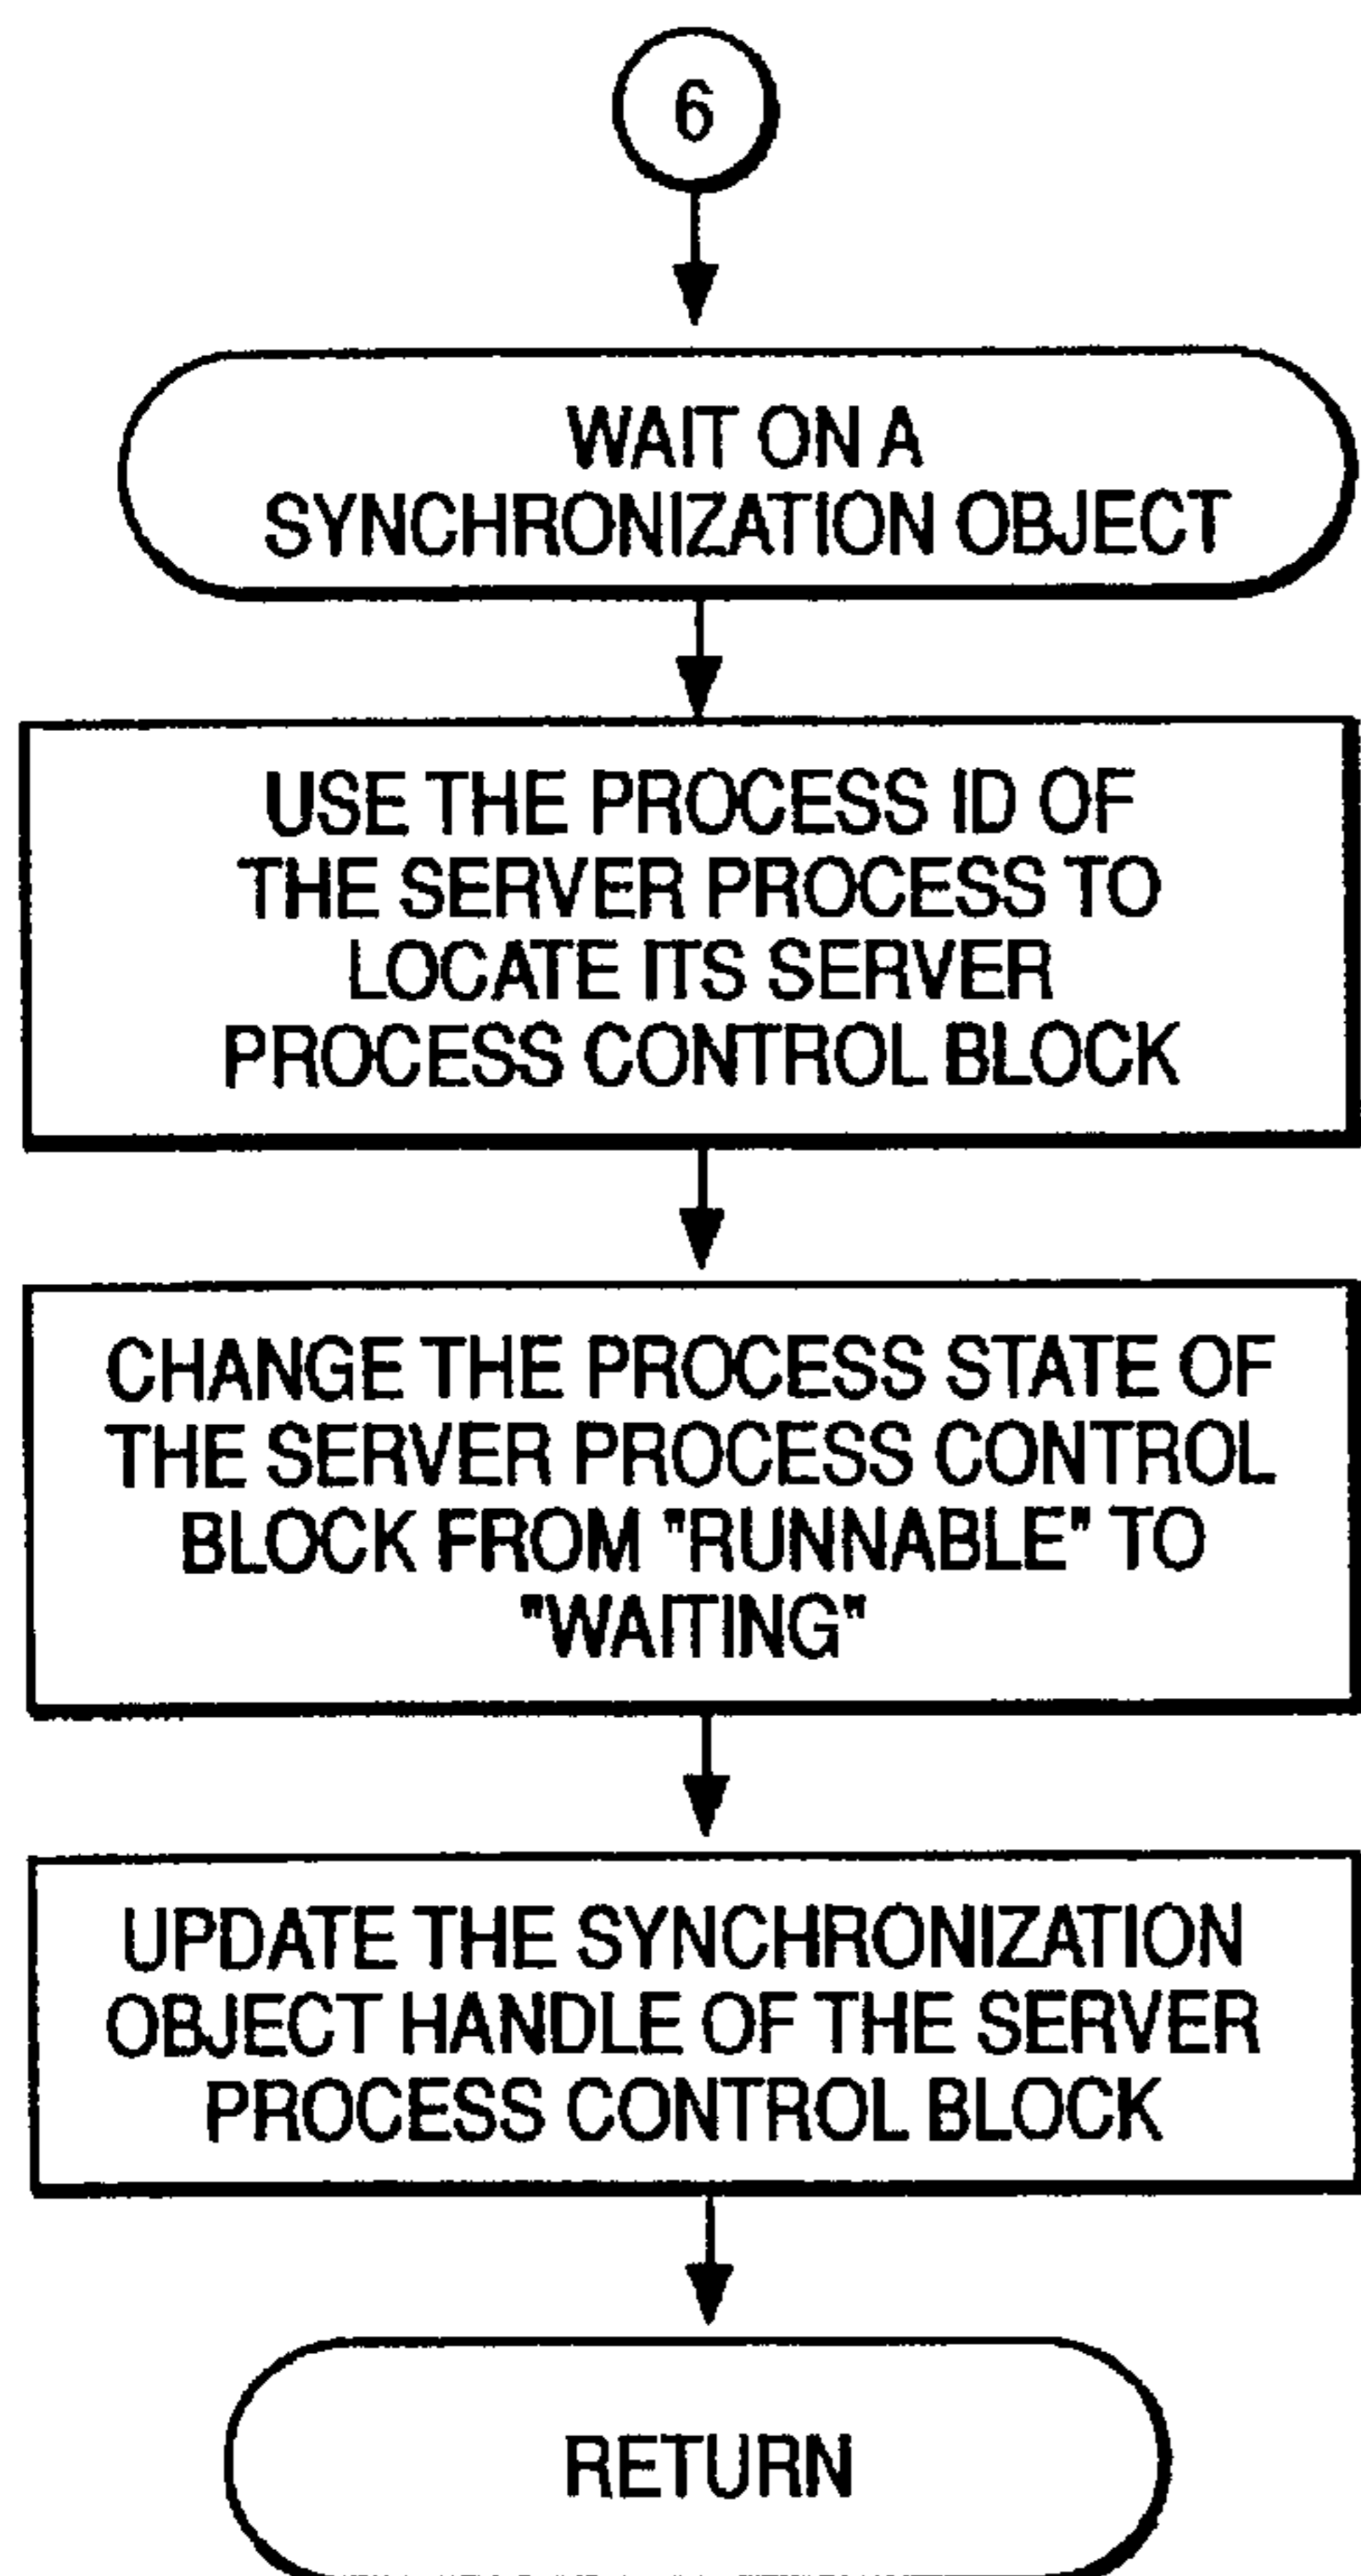 6
WAIT ON A
SYNCHRONIZATION OBJECT
USE THE PROCESS ID OF
THE SERVER PROCESS TO
LOCATE ITS SERVER
PROCESS CONTROL BLOCK
CHANGE THE PROCESS STATE OF
THE SERVER PROCESS CONTROL
BLOCK FROM "RUNNABLE" TO
"WAITING"
UPDATE THE SYNCHRONIZATION
OBJECT HANDLE OF THE SERVER
PROCESS CONTROL BLOCK
RETURN